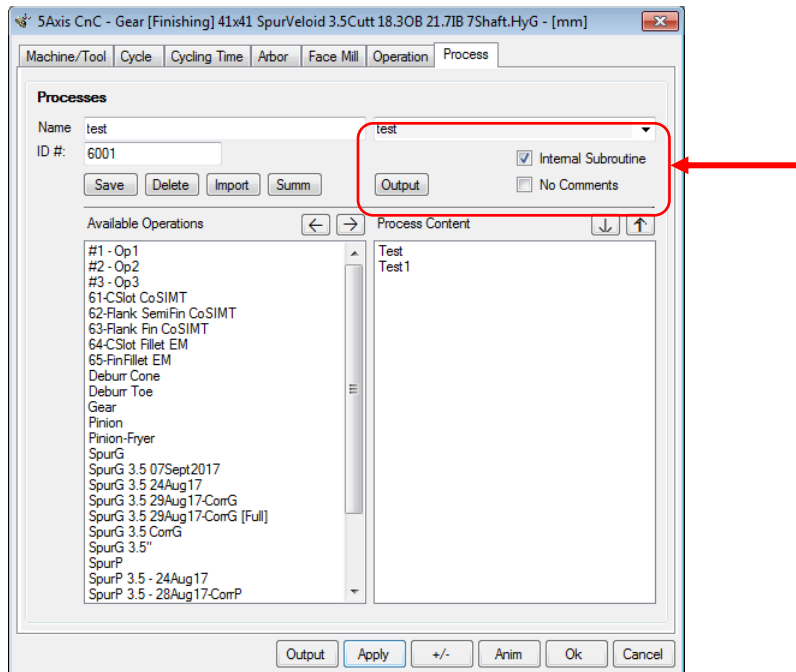 5Axis CnC - Gear [Finishing] 41x41 SpurVeloid 3.5Cutt 18.3OB 21.7IB 7Shaft.HyG - [mm]
Machine/Tool Cycle Cycling Time Arbor Face Mill Operation Process
Processes
Name test test
ID #: 6001 Internal Subroutine
Save Delete Import Summ Output No Comments
Available Operations Process Content
#1 - Op1
#2 - Op2
#3 - Op3
61-CSlot CoSIMT
62-Flank SemiFin CoSIMT
63-Flank Fin CoSIMT
64-CSlot Fillet EM
65-FinFillet EM
Deburr Cone
Deburr Toe
Gear
Pinion
Pinion-Fryer
SpurG
SpurG 3.5 07Sept2017
SpurG 3.5 24Aug17
SpurG 3.5 29Aug17-CorrG
SpurG 3.5 29Aug17-CorrG [Full]
SpurG 3.5 CorrG
SpurG 3.5"
SpurP
SpurP 3.5 - 24Aug17
SpurP 3.5 - 28Aug17-CorrP
Test
Test1
Output Apply +/- Anim Ok Cancel